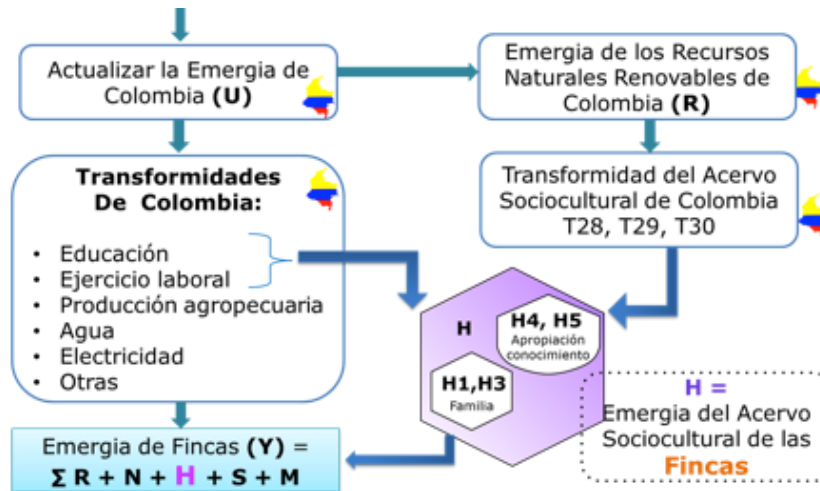 Actualizar la Emergia de
Colombia (U)
Emergia de los Recursos
Naturales Renovables de
Colombia (R)
Transformidades
De Colombia:
• Educación
• Ejercicio laboral
• Producción agropecuaria
• Agua
• Electricidad
• Otras
Transformidad del Acervo
Sociocultural de Colombia
T28, T29, T30
H
H4, H5
Apropiación
conocimiento
H1,H3
Familia
H =
Emergia del Acervo
Sociocultural de las
Fincas
Emergia de Fincas (Y) =
Σ R + N + H + S + M